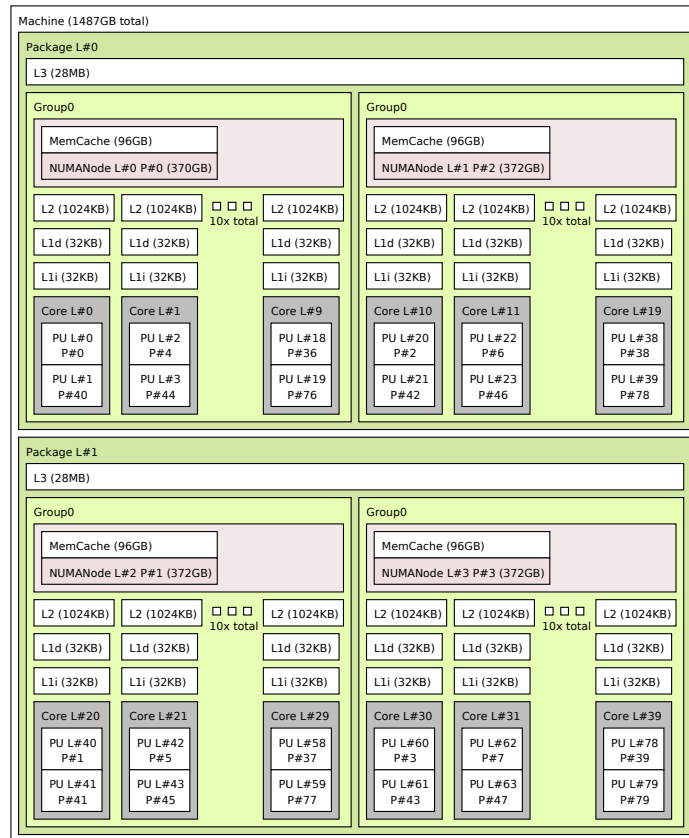 Machine (1487GB total)
Package L#0
L3 (28MB)
Group0 Group0
MemCache (96GB) MemCache (96GB)
NUMANode L#0 P#0 (370GB) NUMANode L#1 P#2 (372GB)
L2 (1024KB) L2 (1024KB) L2 (1024KB) L2 (1024KB) L2 (1024KB) L2 (1024KB)
10x total 10x total
L1d (32KB) L1d (32KB) L1d (32KB) L1d (32KB) L1d (32KB) L1d (32KB)
L1i (32KB) L1i (32KB) L1i (32KB) L1i (32KB) L1i (32KB) L1i (32KB)
Core L#0 Core L#1 Core L#9 Core L#10 Core L#11 Core L#19
PU L#0 PU L#2 PU L#18 PU L#20 PU L#22 PU L#38
P#0 P#4 P#36 P#2 P#6 P#38
PU L#1 PU L#3 PU L#19 PU L#21 PU L#23 PU L#39
P#40 P#44 P#76 P#42 P#46 P#78
Package L#1
L3 (28MB)
Group0 Group0
MemCache (96GB) MemCache (96GB)
NUMANode L#2 P#1 (372GB) NUMANode L#3 P#3 (372GB)
L2 (1024KB) L2 (1024KB) L2 (1024KB) L2 (1024KB) L2 (1024KB) L2 (1024KB)
10x total 10x total
L1d (32KB) L1d (32KB) L1d (32KB) L1d (32KB) L1d (32KB) L1d (32KB)
L1i (32KB) L1i (32KB) L1i (32KB) L1i (32KB) L1i (32KB) L1i (32KB)
Core L#20 Core L#21 Core L#29 Core L#30 Core L#31 Core L#39
PU L#40 PU L#42 PU L#58 PU L#60 PU L#62 PU L#78
P#1 P#5 P#37 P#3 P#7 P#39
PU L#41 PU L#43 PU L#59 PU L#61 PU L#63 PU L#79
P#41 P#45 P#77 P#43 P#47 P#79